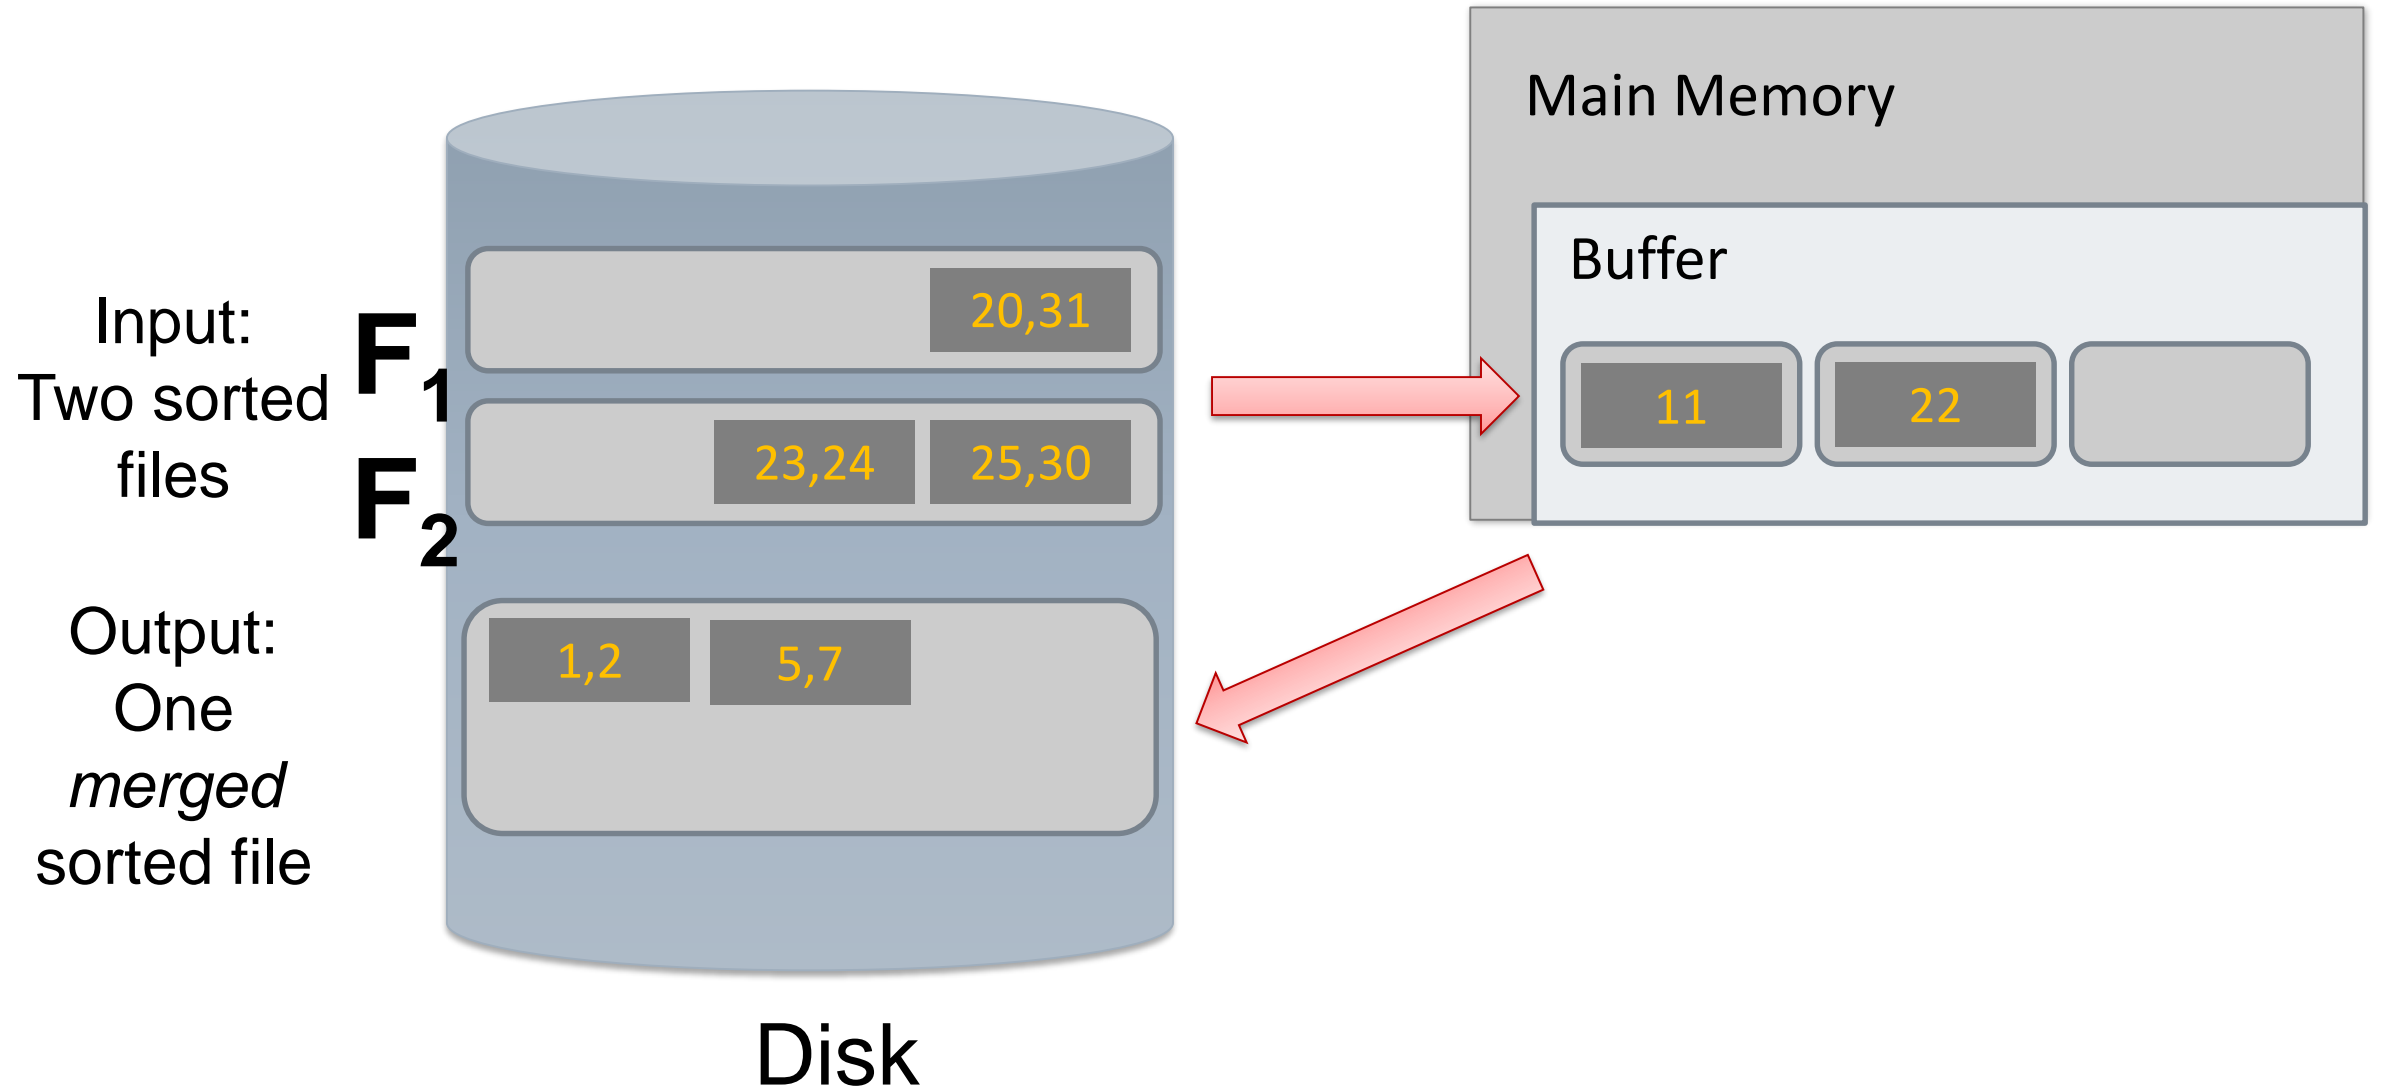 Main Memory
Buffer
11
22
Input:
Two sorted
files
F1
20,31
F2
23,24
25,30
Output:
One
merged
sorted file
1,2
5,7
Disk